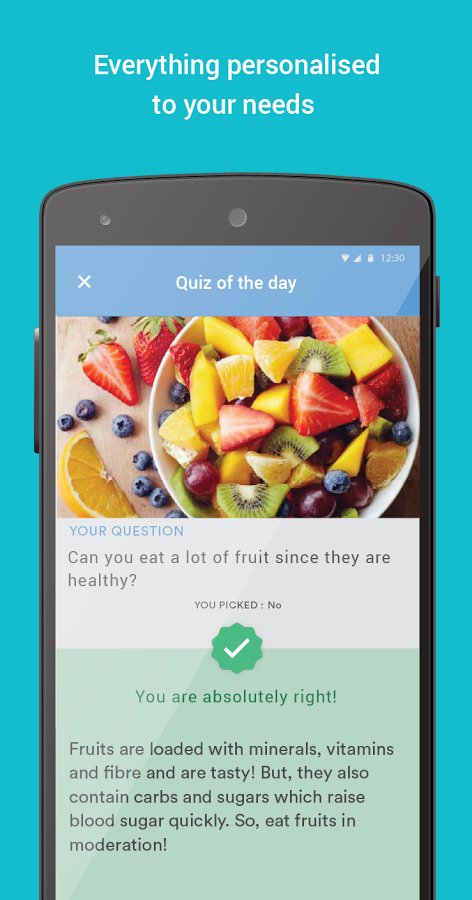 Everything personalised
to your needs
12:30
Quiz of the day
YOUR QUESTION
Can you eat a lot of fruit since they are
healthy?
YOU PICKED : No
You are absolutely right!
Fruits are loaded with minerals, vitamins
and fibre and are tasty! But, they also
contain carbs and sugars which raise
blood sugar quickly. So, eat fruits in
moderation!